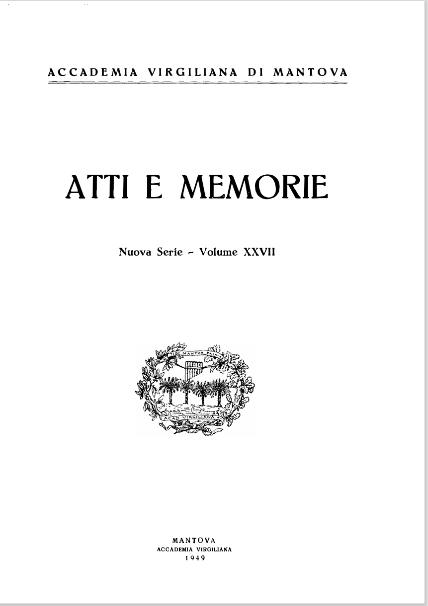 ACCADEMIA VIRGILIANA DI MANTOVA
ATTI E MEMORIE
Nuova Serie - Volume XXVII
MANTOVA
ACCADEMIA VIRGILIANA
1949